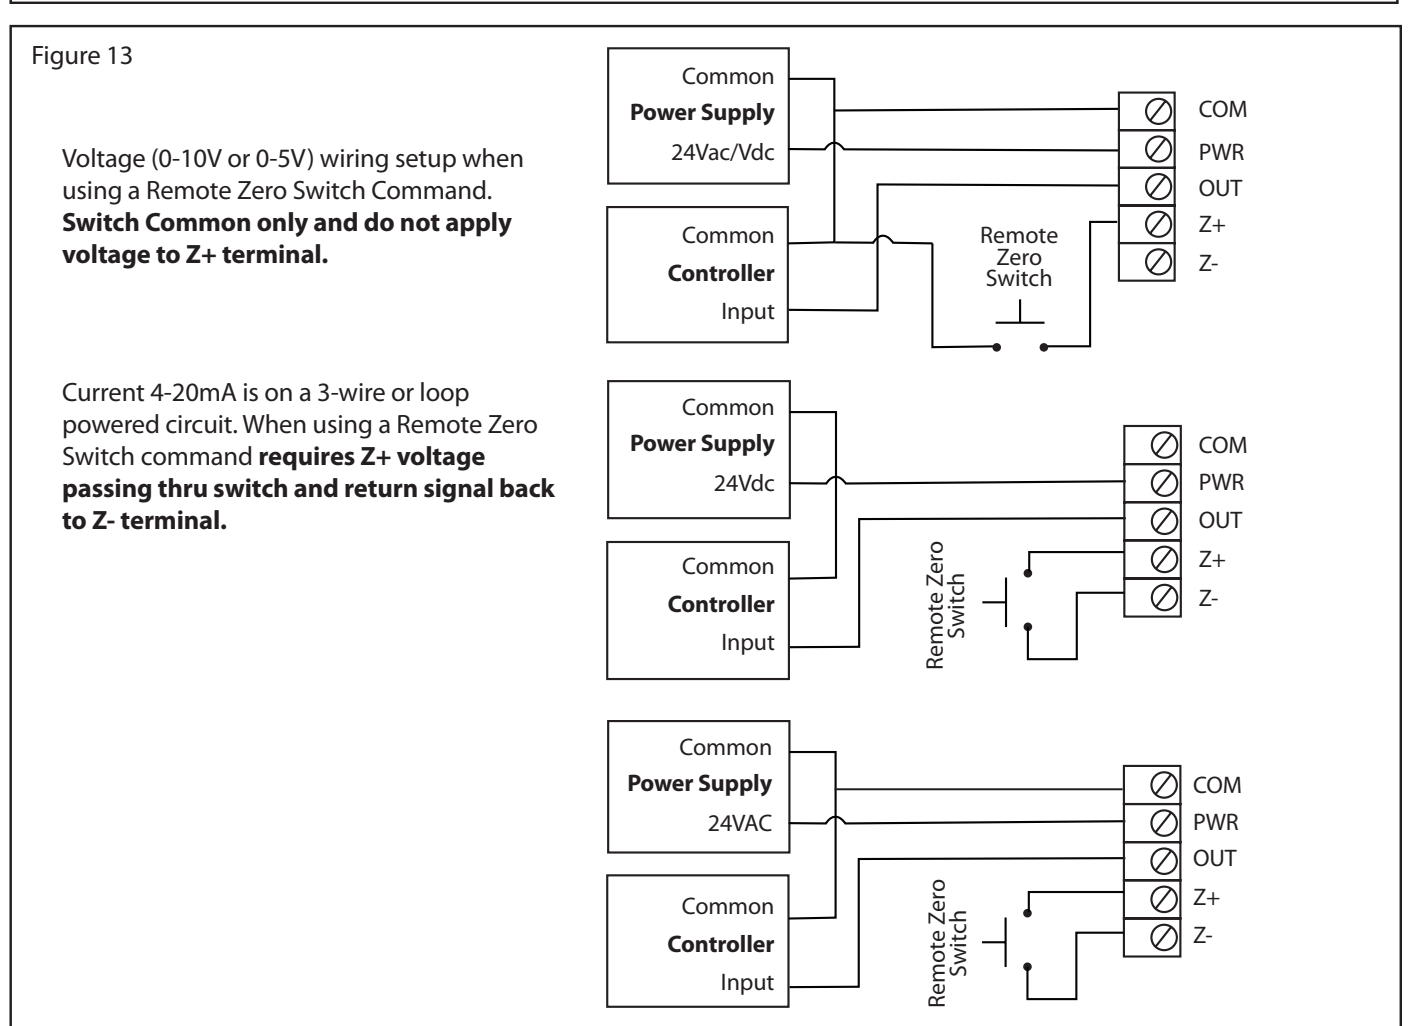 Figure 13
Voltage (0-10V or 0-5V) wiring setup when
using a Remote Zero Switch Command.
Switch Common only and do not apply
voltage to Z+ terminal.
Common
Power Supply
24Vac/Vdc
Common
Controller
Input
Remote
Zero
Switch
COM
PWR
OUT
Z+
Z-
Current 4-20mA is on a 3-wire or loop
powered circuit. When using a Remote Zero
Switch command requires Z+ voltage
passing thru switch and return signal back
to Z- terminal.
Common
Power Supply
24Vdc
Common
Controller
Input
Remote Zero
Switch
COM
PWR
OUT
Z+
Z-
Common
Power Supply
24VAC
Common
Controller
Input
Remote Zero
Switch
COM
PWR
OUT
Z+
Z-